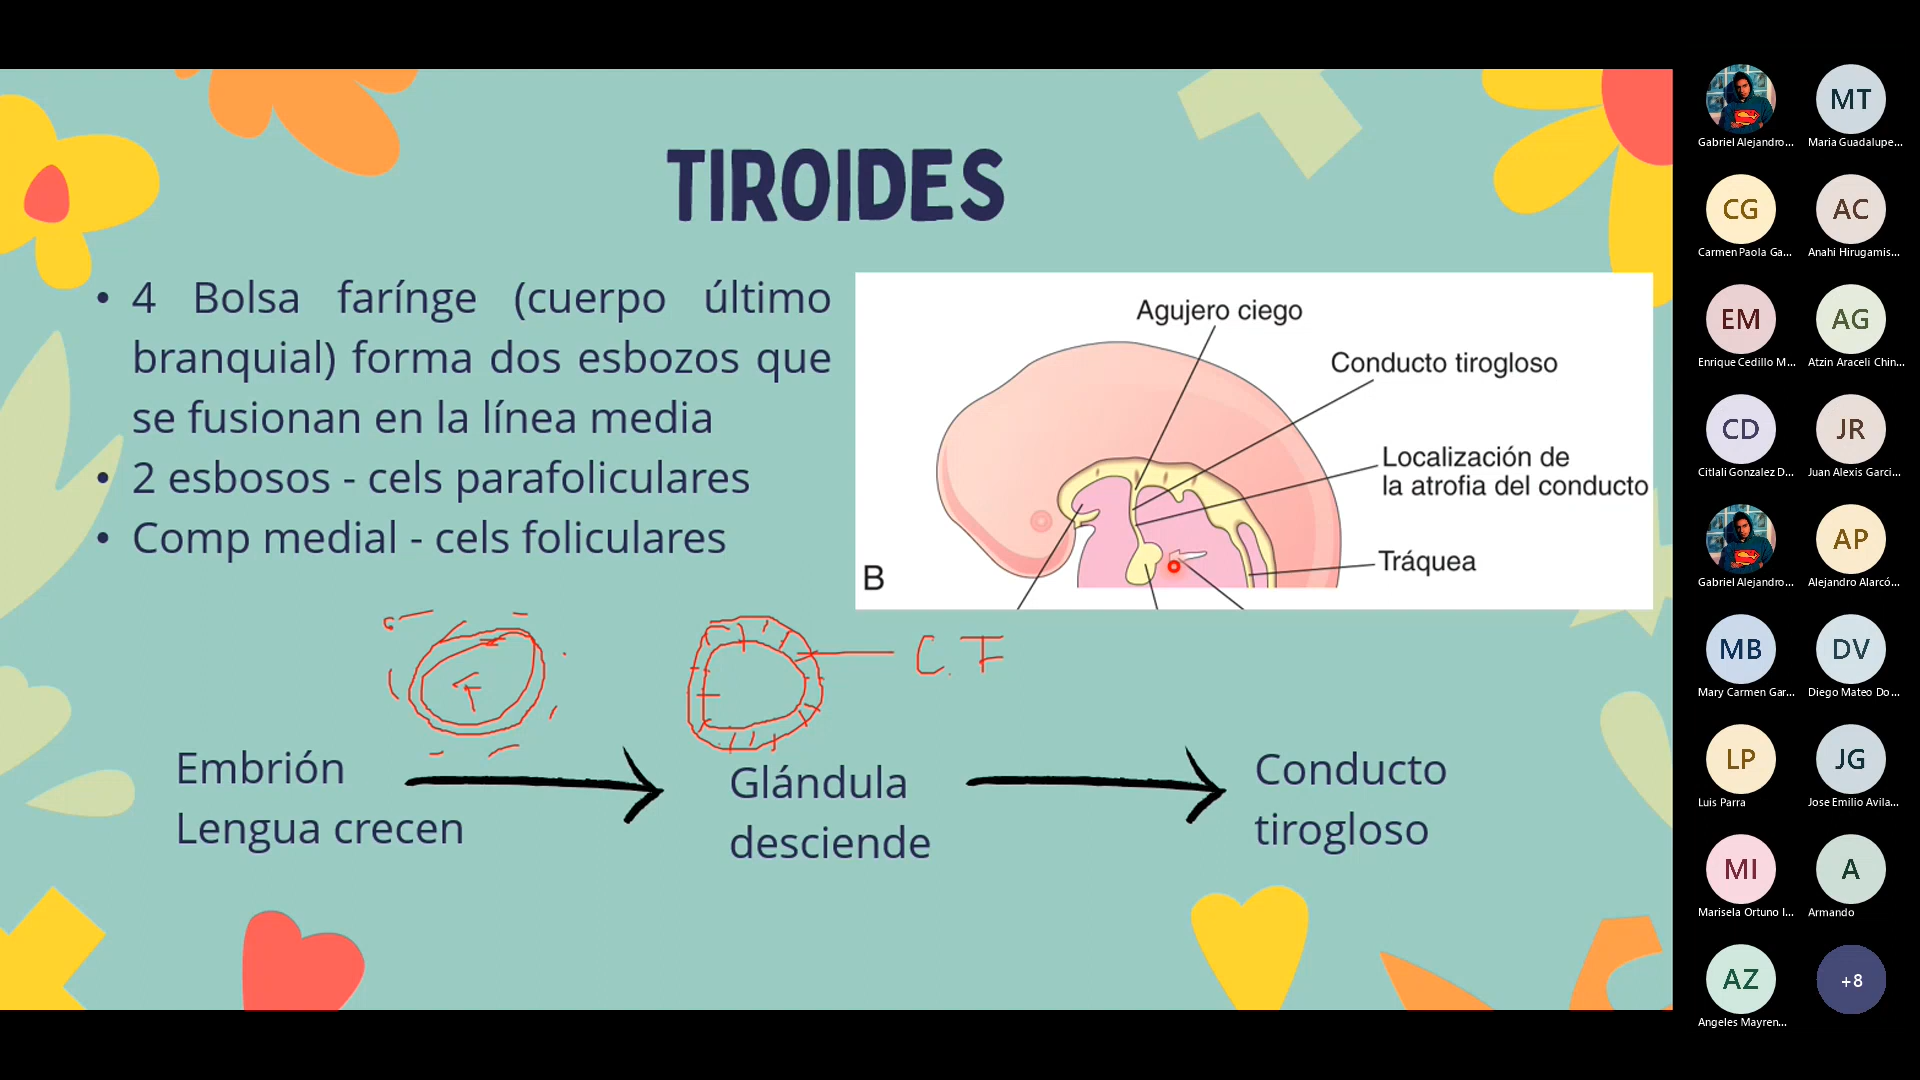 TIROIDES
• 4 Bolsa farínge (cuerpo último
branquial) forma dos esbozos que
se fusionan en la línea media
• 2 esbosos - cels parafoliculares
• Comp medial - cels foliculares
Agujero ciego
Conducto tirogloso
Localización de
la atrofia del conducto
Tráquea
B
C.F
Embrión
Lengua crecen
Glándula
desciende
Conducto
tirogloso
Gabriel Alejandro...
MT
Maria Guadalupe...
CG
Carmen Paola Ga...
AC
Anahi Hirugamis...
EM
Enrique Cedillo M...
AG
Atzin Araceli Chin...
CD
Citlali Gonzalez D...
JR
Juan Alexis Garci...
Gabriel Alejandro...
AP
Alejandro Alarcó...
MB
Mary Carmen Gar...
DV
Diego Mateo Do...
LP
Luis Parra
JG
Jose Emilio Avila...
MI
Marisela Ortuno I...
A
Armando
AZ
Angeles Mayren...
+8